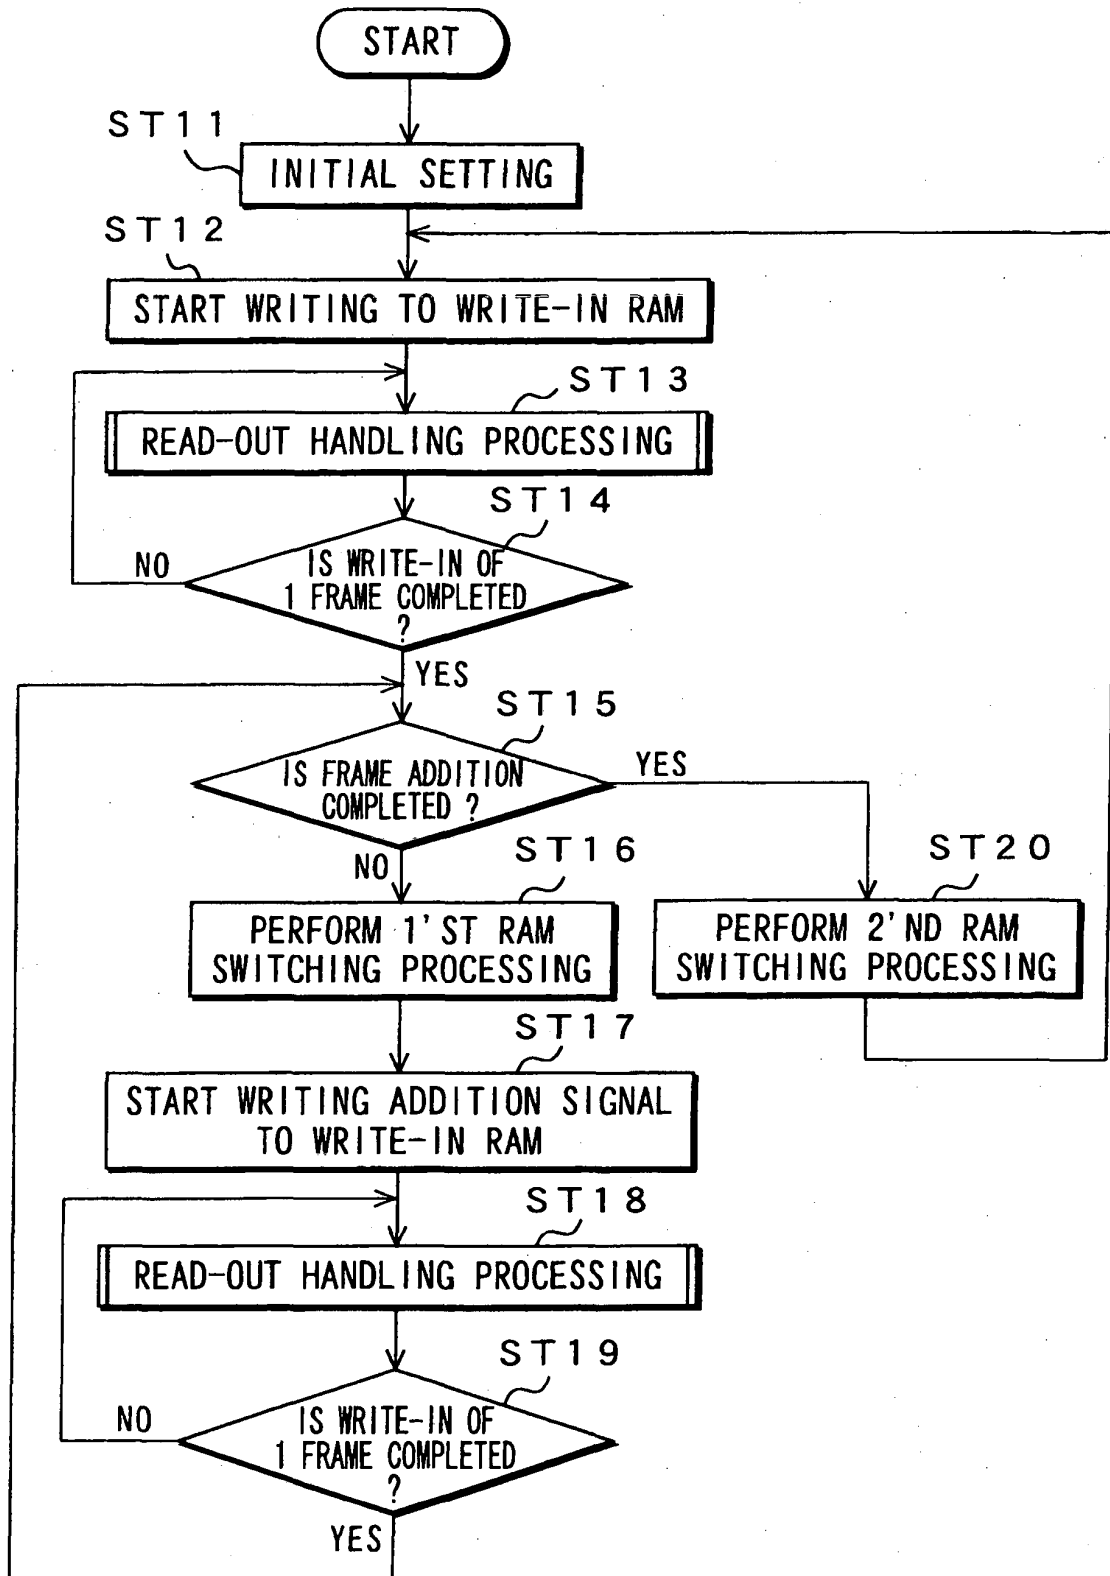 START
ST11
INITIAL SETTING
ST12
START WRITING TO WRITE-IN RAM
ST13
READ-OUT HANDLING PROCESSING
ST14
NO
IS WRITE-IN OF
1 FRAME COMPLETED
?
YES
ST15
IS FRAME ADDITION
COMPLETED ?
YES
NO
ST16
ST20
PERFORM 1'ST RAM
SWITCHING PROCESSING
PERFORM 2'ND RAM
SWITCHING PROCESSING
ST17
START WRITING ADDITION SIGNAL
TO WRITE-IN RAM
ST18
READ-OUT HANDLING PROCESSING
ST19
NO
IS WRITE-IN OF
1 FRAME COMPLETED
?
YES